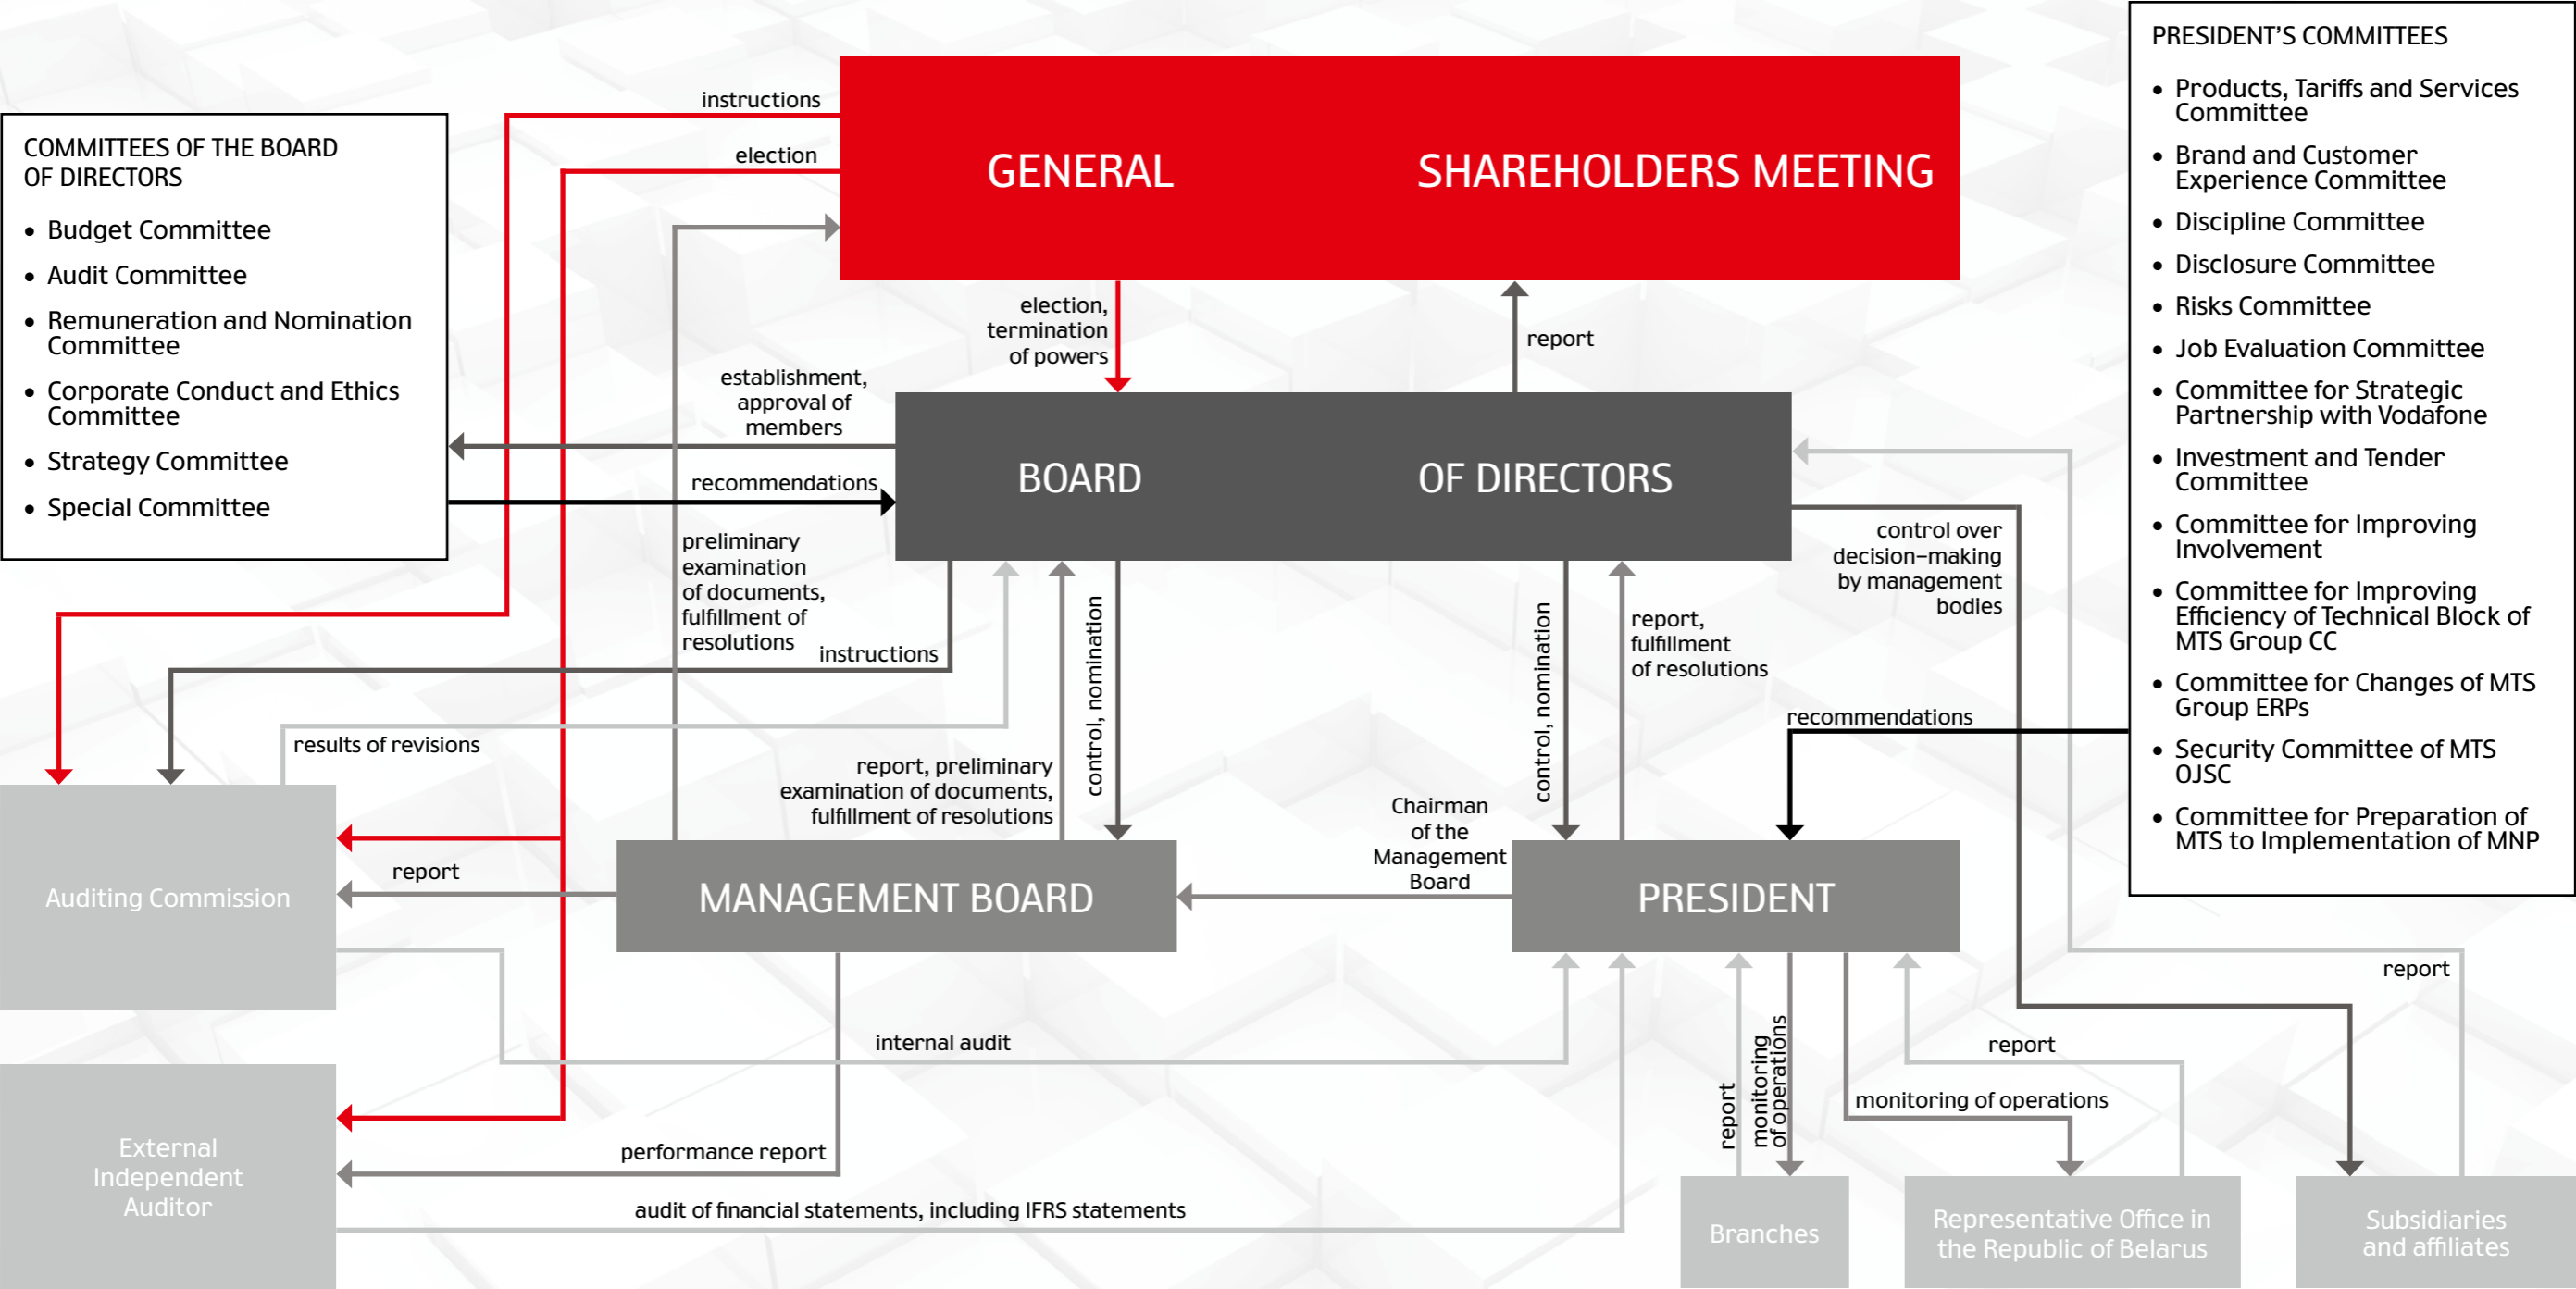 PRESIDENT’S COMMITTEES
• Products, Tariffs and Services
Committee
• Brand and Customer
Experience Committee
• Discipline Committee
• Disclosure Committee
• Risks Committee
• Job Evaluation Committee
• Committee for Strategic
Partnership with Vodafone
• Investment and Tender
Committee
• Committee for Improving
Involvement
• Committee for Improving
Efficiency of Technical Block of
MTS Group CC
• Committee for Changes of MTS
Group ERPs
• Security Committee of MTS
OJSC
• Committee for Preparation of
MTS to Implementation of MNP
COMMITTEES OF THE BOARD
OF DIRECTORS
• Budget Committee
• Audit Committee
• Remuneration and Nomination
Committee
• Corporate Conduct and Ethics
Committee
• Strategy Committee
• Special Committee
instructions
election
GENERAL SHAREHOLDERS MEETING
election,
termination
of powers
report
establishment,
approval of
members
recommendations
BOARD OF DIRECTORS
control over
decision–making
by management
bodies
preliminary
examination
of documents,
fulfillment of
resolutions
instructions
control, nomination
control, nomination
report,
fulfillment
of resolutions
recommendations
results of revisions
report, preliminary
examination of documents,
fulfillment of resolutions
Chairman
of the
Management
Board
Auditing Commission
report
MANAGEMENT BOARD
PRESIDENT
report
internal audit
report
monitoring
of operations
report
monitoring of operations
External
Independent
Auditor
performance report
audit of financial statements, including IFRS statements
Branches
Representative Office in
the Republic of Belarus
Subsidiaries
and affiliates